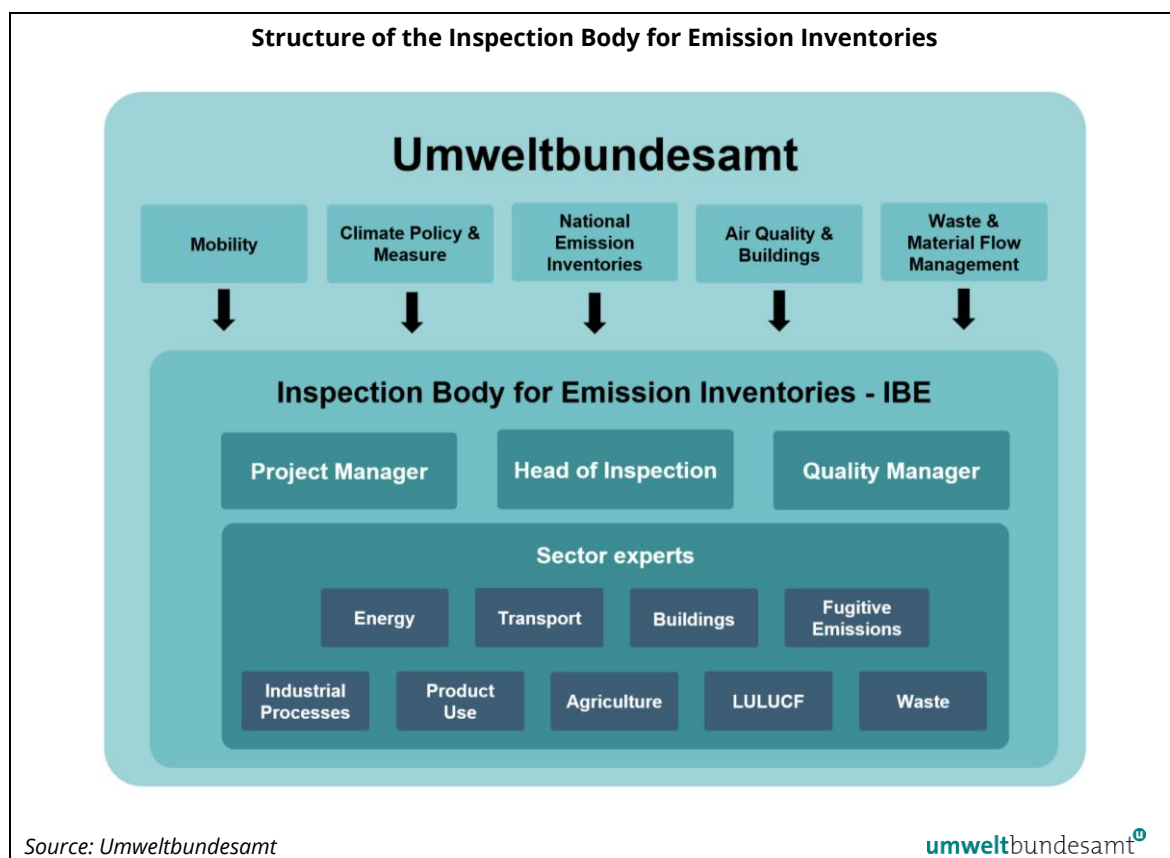 Structure of the Inspection Body for Emission Inventories
Umweltbundesamt
Mobility
Climate Policy &
Measure
National
Emission
Inventories
Air Quality &
Buildings
Waste &
Material Flow
Management
Inspection Body for Emission Inventories - IBE
Project Manager
Head of Inspection
Quality Manager
Sector experts
Energy
Transport
Buildings
Fugitive
Emissions
Industrial
Processes
Product
Use
Agriculture
LULUCF
Waste
Source: Umweltbundesamt
umweltbundesamt
u